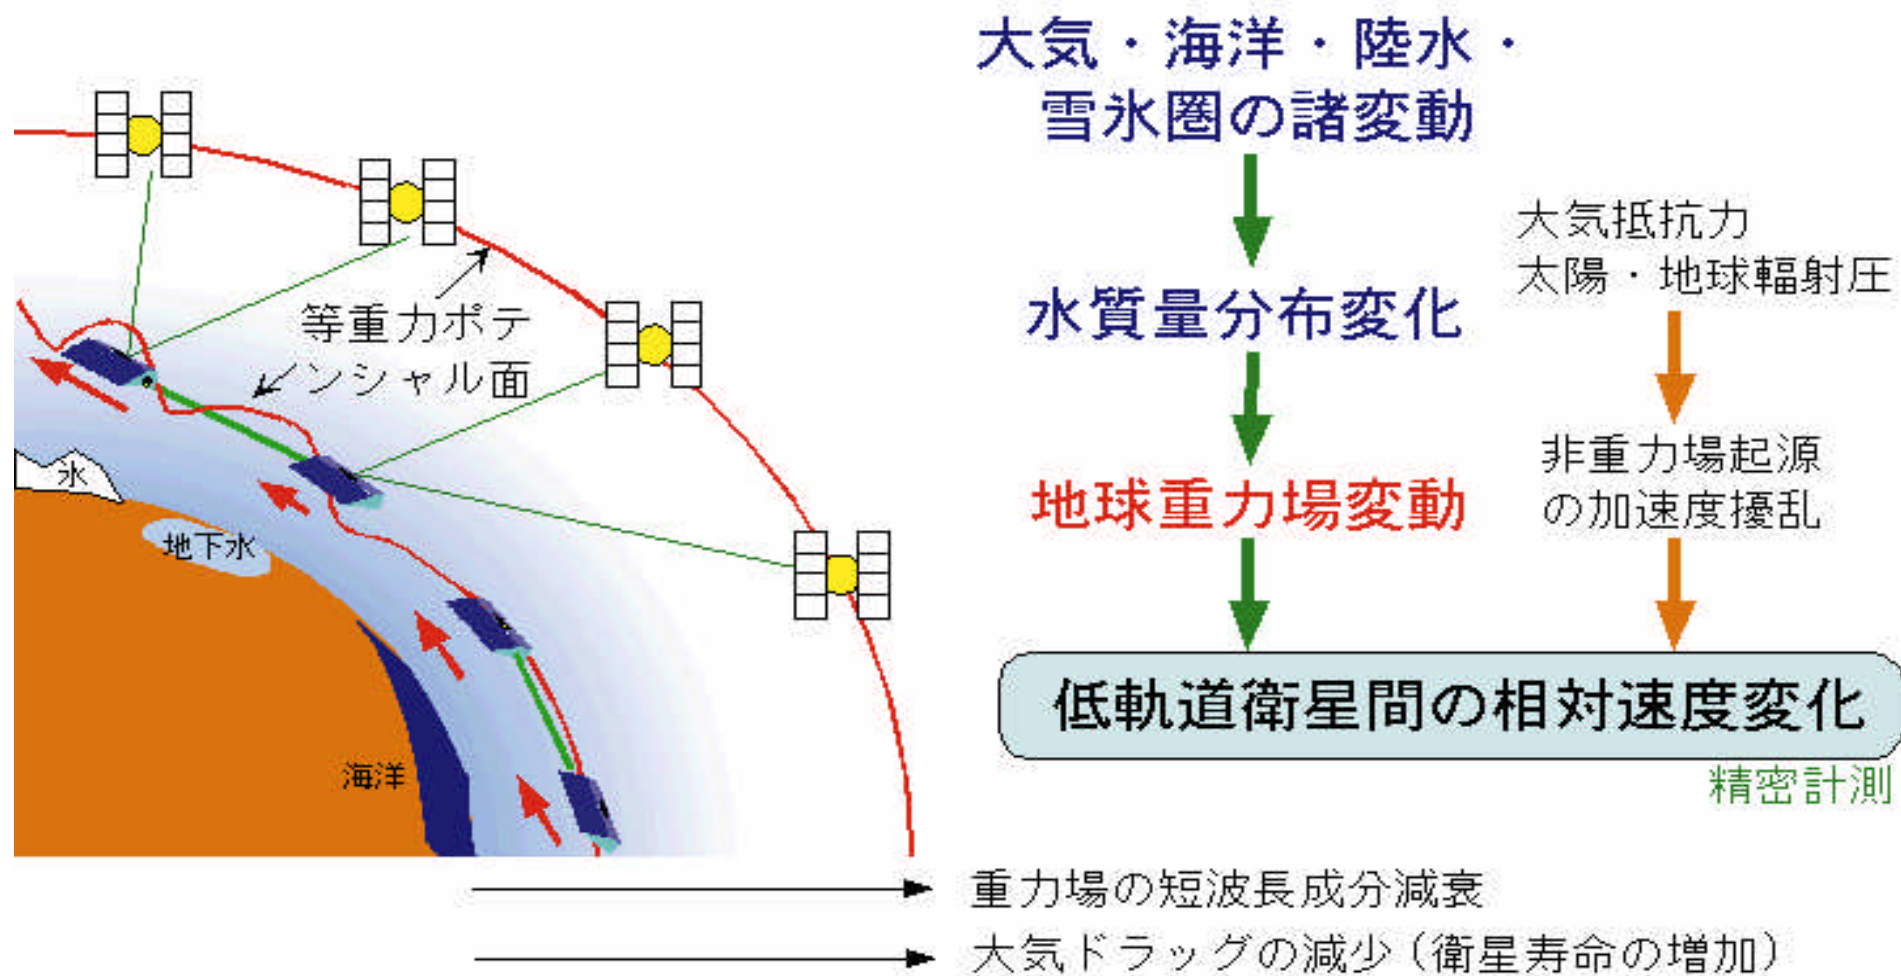 大気・海洋・陸水・
雪氷圏の諸変動
大気抵抗力
太陽・地球輻射圧
水質量分布変化
等重力ポテ
ンシャル面
非重力場起源
の加速度擾乱
地球重力場変動
氷
地下水
低軌道衛星間の相対速度変化
海洋
精密計測
重力場の短波長成分減衰
大気ドラッグの減少（衛星寿命の増加）